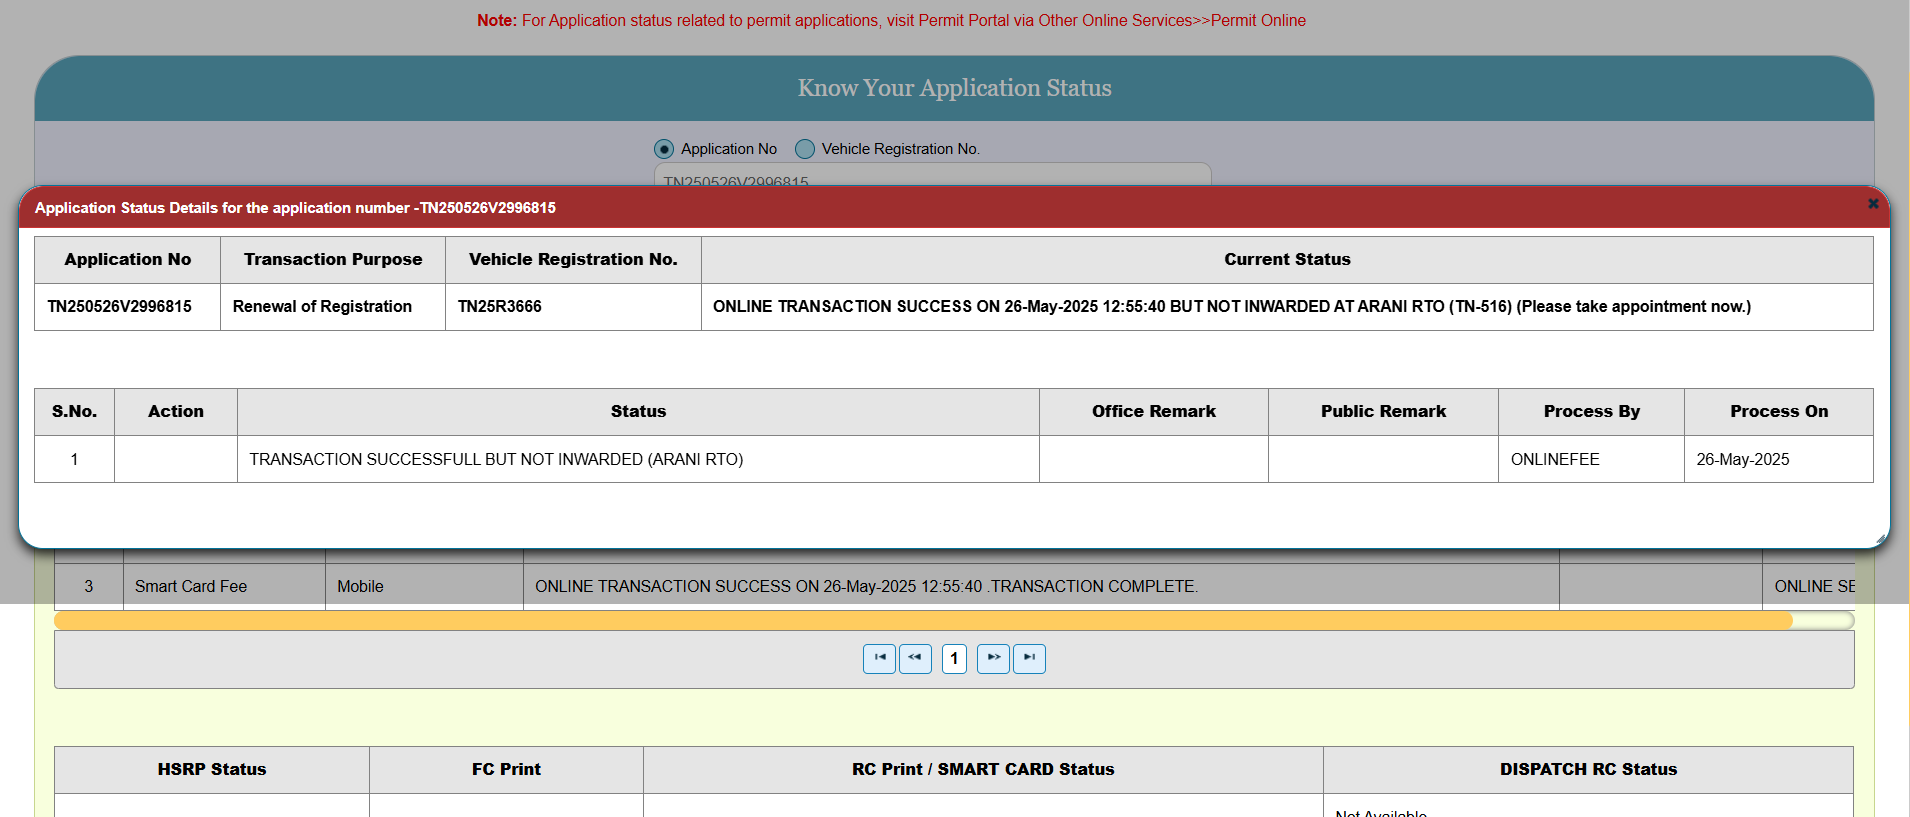 Note: For Application status related to permit applications, visit Permit Portal via Other Online Services>>Permit Online
Know Your Application Status
Application No Vehicle Registration No.
TN250526V2996815
Application Status Details for the application number -TN250526V2996815
Application No Transaction Purpose Vehicle Registration No. Current Status
TN250526V2996815 Renewal of Registration TN25R3666 ONLINE TRANSACTION SUCCESS ON 26-May-2025 12:55:40 BUT NOT INWARDED AT ARANI RTO (TN-516) (Please take appointment now.)
S.No. Action Status Office Remark Public Remark Process By Process On
1 TRANSACTION SUCCESSFULL BUT NOT INWARDED (ARANI RTO) ONLINEFEE 26-May-2025
3 Smart Card Fee Mobile ONLINE TRANSACTION SUCCESS ON 26-May-2025 12:55:40 .TRANSACTION COMPLETE. ONLINE SE
1
HSRP Status FC Print RC Print / SMART CARD Status DISPATCH RC Status
Not Available